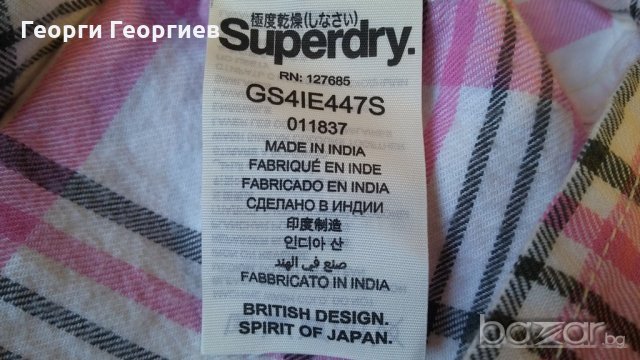 Георги Георгиев
極度乾燥(しなさい)
Superdry.
RN: 127685
GS4IE447S
011837
MADE IN INDIA
FABRIQUÉ EN INDE
FABRICADO EN INDIA
СДЕЛАНО В ИНДИИ
印度制造
인디아 산
صنع في الهند
FABBRICATO IN INDIA
BRITISH DESIGN.
SPIRIT OF JAPAN.
bazar.bg